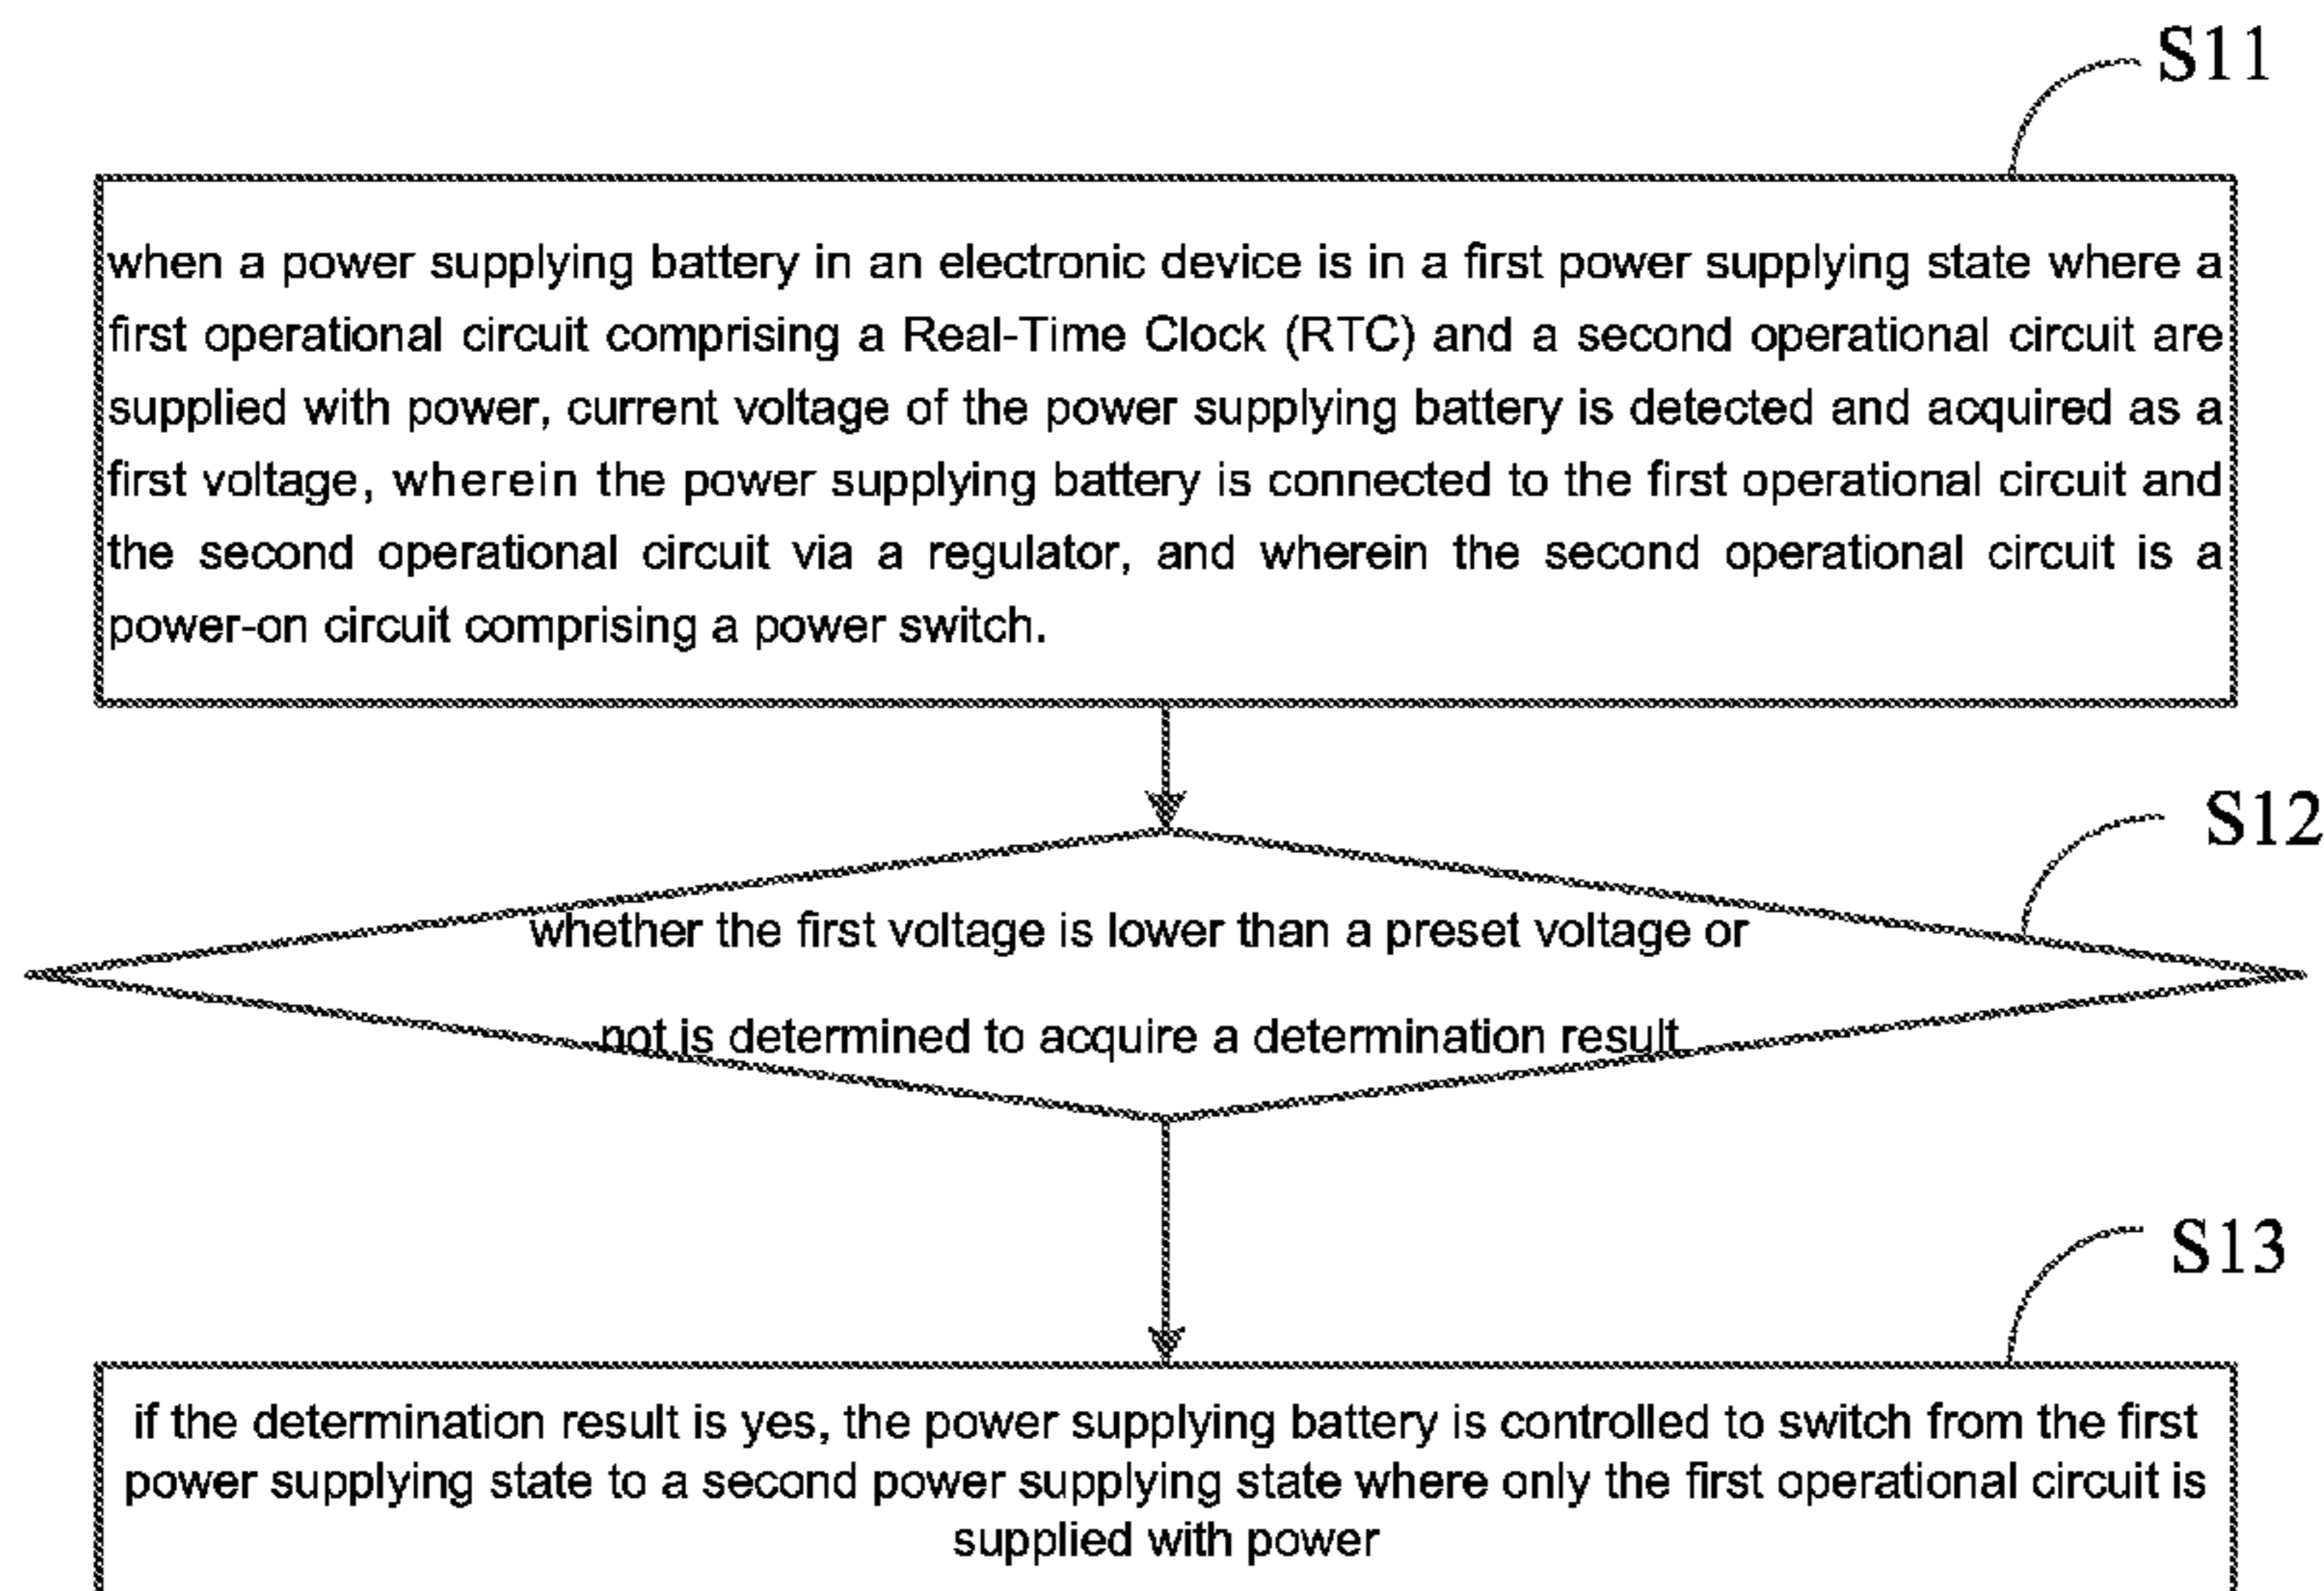 S11
when a power supplying battery in an electronic device is in a first power supplying state where a
first operational circuit comprising a Real-Time Clock (RTC) and a second operational circuit are
supplied with power, current voltage of the power supplying battery is detected and acquired as a
first voltage, wherein the power supplying battery is connected to the first operational circuit and
the second operational circuit via a regulator, and wherein the second operational circuit is a
power-on circuit comprising a power switch.
S12
whether the first voltage is lower than a preset voltage or
not is determined to acquire a determination result
S13
if the determination result is yes, the power supplying battery is controlled to switch from the first
power supplying state to a second power supplying state where only the first operational circuit is
supplied with power